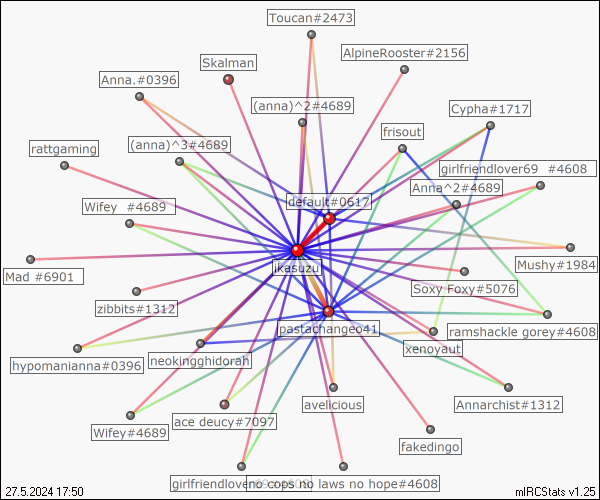 Toucan#2473
AlpineRooster#2156
Skalman
Anna.#0396
(anna)^2#4689
Cypha#1717
frisout
(anna)^3#4689
rattgaming
girlfriendlover69 #4608
Anna^2#4689
default#0617
Wifey #4689
ikasuzu
Mushy#1984
Mad #6901
Soxy Foxy#5076
zibbits#1312
pastachangeo41
ramshackle gorey#4608
xenoyaut
hypomanianna#0396
neokingghidorah
avelicious
Annarchist#1312
ace deucy#7097
Wifey#4689
fakedingo
girlfriendlove
no cops no laws no hope#4608
27.5.2024 17:50
mIRCStats v1.25